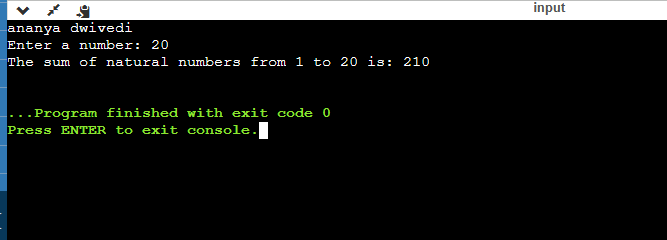 input
ananya dwivedi
Enter a number: 20
The sum of natural numbers from 1 to 20 is: 210
...Program finished with exit code 0
Press ENTER to exit console.